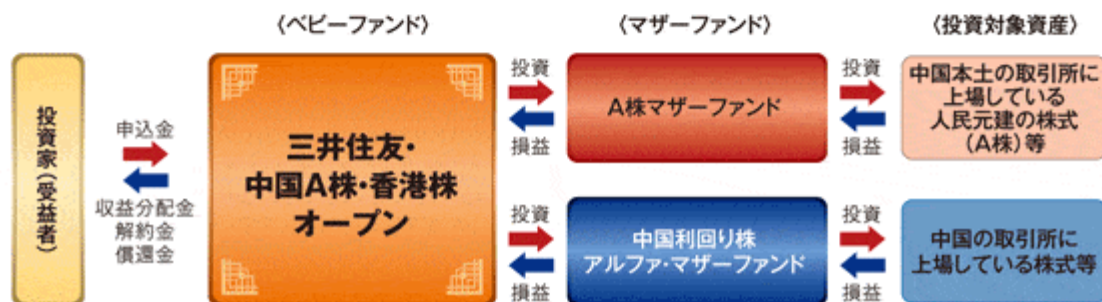 〈ベビーファンド〉
〈マザーファンド〉
〈投資対象資産〉
投資家(受益者)
申込金
収益分配金
解約金
償還金
三井住友・
中国A株・香港株
オープン
投資
損益
A株マザーファンド
投資
損益
中国本土の取引所に
上場している
人民元建の株式
(A株)等
投資
損益
中国利回り株
アルファ・マザーファンド
投資
損益
中国の取引所に
上場している株式等